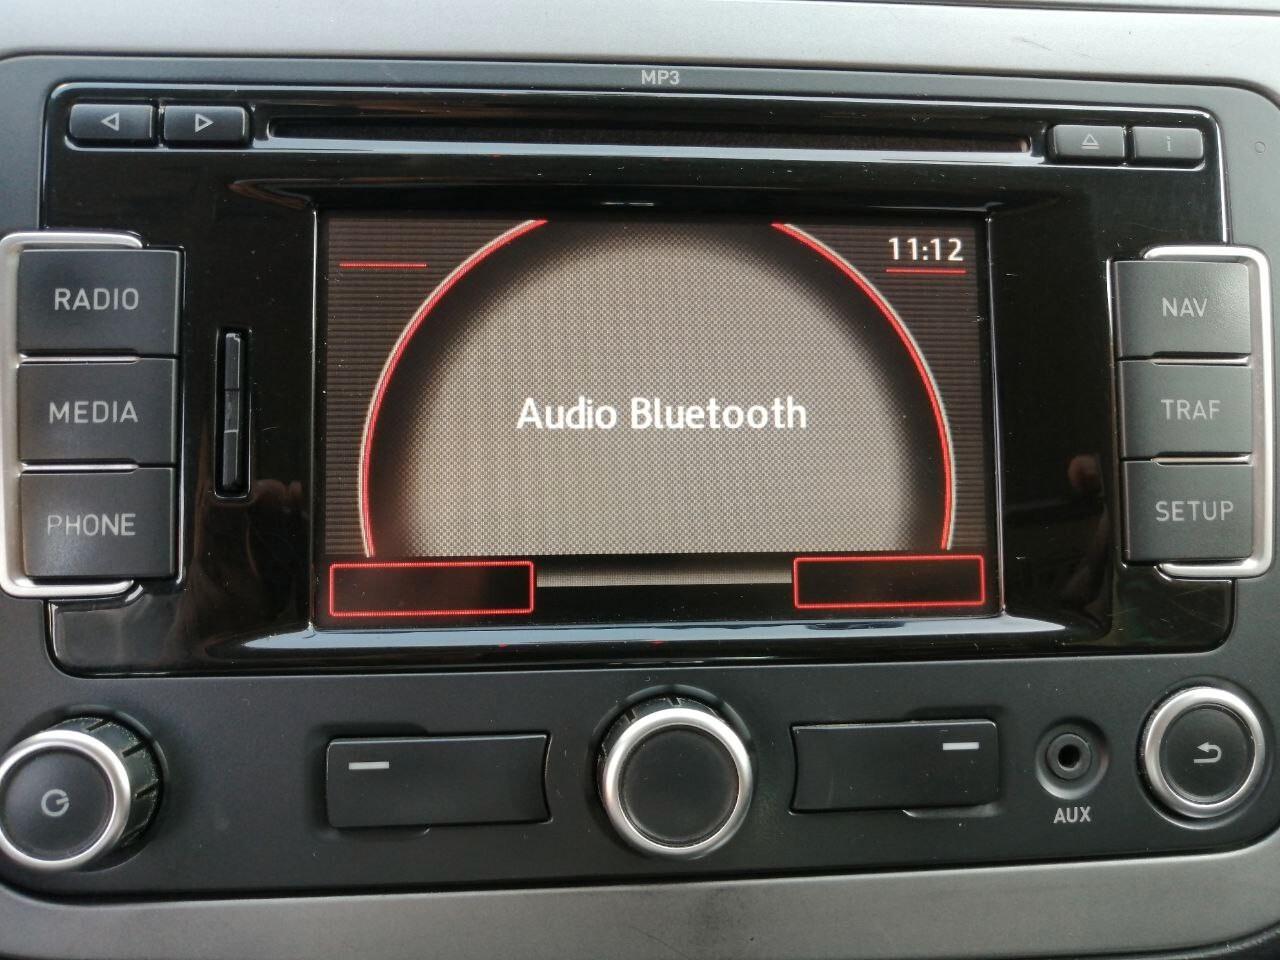 MP3
i
11:12
RADIO
NAV
MEDIA
Audio Bluetooth
TRAF
PHONE
SETUP
AUX